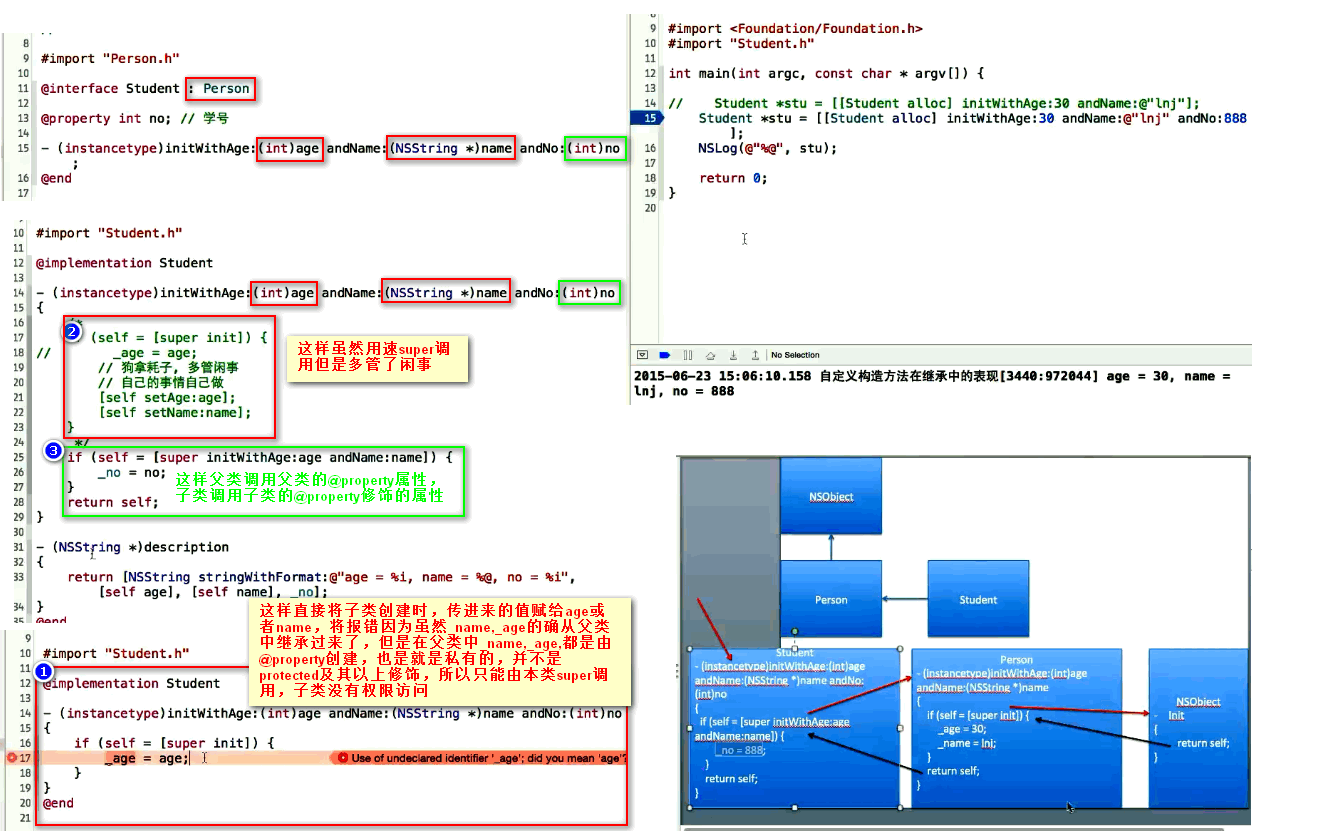 8
9 #import "Person.h"
10
11 @interface Student : Person
12
13 @property int no; // 学号
14
15 - (instancetype)initWithAge:(int)age andName:(NSString *)name andNo:(int)no
;
16 @end
17
10 #import "Student.h"
11
12 @implementation Student
13
14 - (instancetype)initWithAge:(int)age andName:(NSString *)name andNo:(int)no
15 {
16 /*
2
17 (self = [super init]) {
18 // _age = age;
19 // 狗拿耗子, 多管闲事
20 // 自己的事情自己做
21 [self setAge:age];
22 [self setName:name];
23 }
24 */
这样虽然用速super调
用但是多管了闲事
3
25 if (self = [super initWithAge:age andName:name]) {
26 _no = no;
27 }
28 return self;
29 }
这样父类调用父类的@property属性，
子类调用子类的@property修饰的属性
30
31 - (NSString *)description
32 {
33 return [NSString stringWithFormat:@"age = %i, name = %@, no = %i",
[self age], [self name], _no];
34 }
35 @end
这样直接将子类创建时，传进来的值赋给age或
者name，将报错因为虽然_name,_age的确从父类
中继承过来了，但是在父类中_name,_age,都是由
@property创建，也是就是私有的，并不是
protected及其以上修饰，所以只能由本类super调
用，子类没有权限访问
9
10 #import "Student.h"
11
1
12 @implementation Student
13
14 - (instancetype)initWithAge:(int)age andName:(NSString *)name andNo:(int)no
15 {
16 if (self = [super init]) {
17 _age = age; Use of undeclared identifier '_age'; did you mean 'age'?
18 }
19 }
20 @end
21
8
9 #import <Foundation/Foundation.h>
10 #import "Student.h"
11
12 int main(int argc, const char * argv[]) {
13
14 // Student *stu = [[Student alloc] initWithAge:30 andName:@"lnj"];
15 Student *stu = [[Student alloc] initWithAge:30 andName:@"lnj" andNo:888
];
16 NSLog(@"%@", stu);
17
18 return 0;
19 }
20
No Selection
2015-06-23 15:06:10.158 自定义构造方法在继承中的表现[3440:972044] age = 30, name =
lnj, no = 888
NSObject
Person
Student
Student
- (instancetype)initWithAge:(int)age
andName:(NSString *)name andNo:
(int)no
{
if (self = [super initWithAge:age
andName:name]) {
_no = 888;
}
return self;
}
Person
- (instancetype)initWithAge:(int)age
andName:(NSString *)name
{
if (self = [super init]) {
_age = 30;
_name = lnj;
}
return self;
}
NSObject
- Init
{
return self;
}